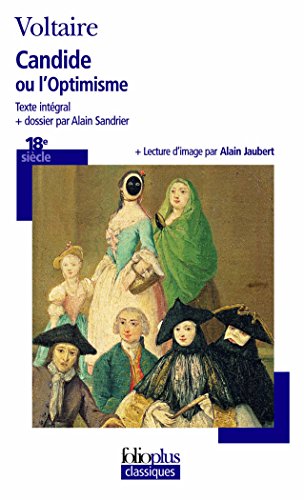 Voltaire
Candide
ou l'Optimisme
Texte intégral
+ dossier par Alain Sandrier
18e
siècle
+ Lecture d'image par Alain Jaubert
folioplus
classiques